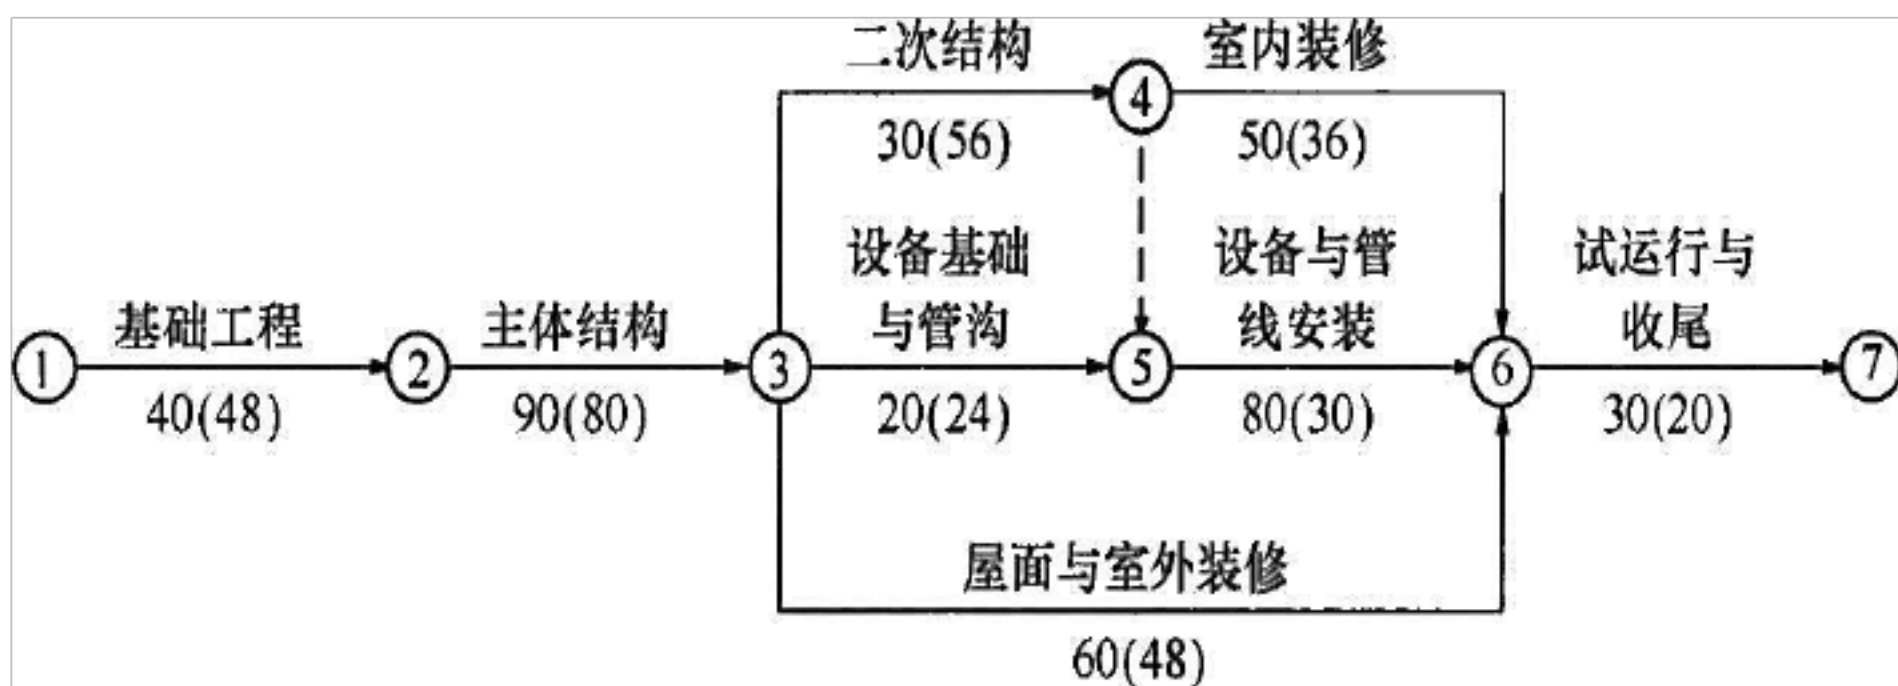 二次结构
室内装修
4
30(56)
50(36)
设备基础
与管沟
设备与管
线安装
试运行与
收尾
基础工程
主体结构
1
2
3
5
6
7
40(48)
90(80)
20(24)
80(30)
30(20)
屋面与室外装修
60(48)